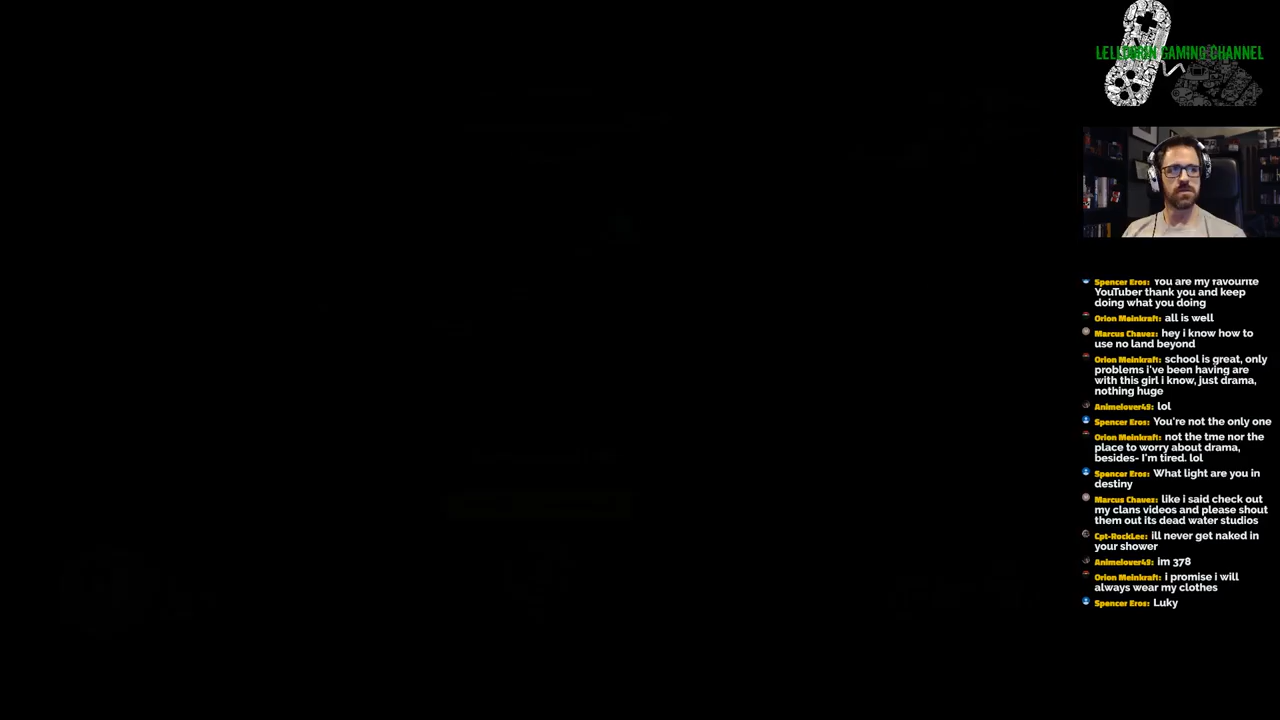 LELLDORIN GAMING CHANNEL
Spencer Eros: You are my favourite
YouTuber thank you and keep
doing what you doing
Orion Meinkraft: all is well
Marcus Chavez: hey i know how to
use no land beyond
Orion Meinkraft: school is great, only
problems i've been having are
with this girl i know, just drama,
nothing huge
Animelover49: lol
Spencer Eros: You're not the only one
Orion Meinkraft: not the tme nor the
place to worry about drama,
besides- I'm tired. lol
Spencer Eros: What light are you in
destiny
Marcus Chavez: like i said check out
my clans videos and please shout
them out its dead water studios
Cpt-RockLee: ill never get naked in
your shower
Animelover49: im 378
Orion Meinkraft: i promise i will
always wear my clothes
Spencer Eros: Luky